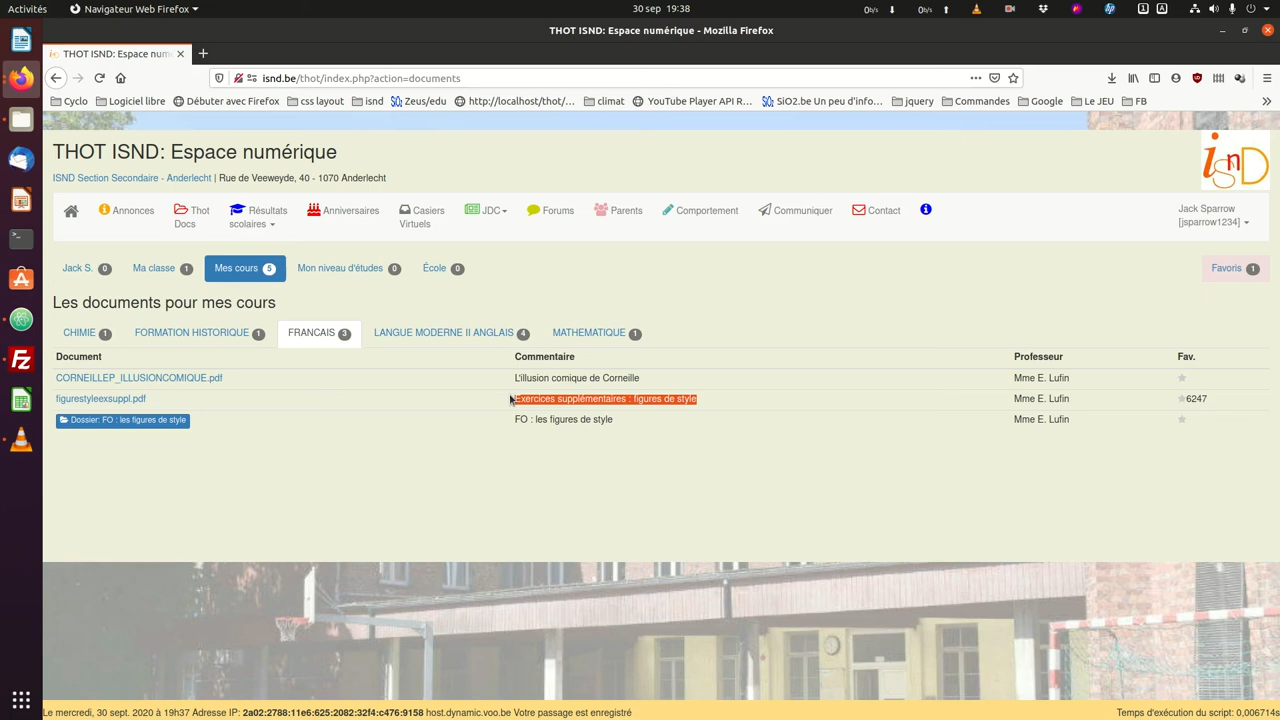 Activités Navigateur Web Firefox 30 sep 19:38 0b/s 0b/s 1 A
THOT ISND: Espace numérique - Mozilla Firefox
THOT ISND: Espace num
isnd.be/thot/index.php?action=documents
Cyclo Logiciel libre Débuter avec Firefox css layout isnd Zeus/edu http://localhost/thot/... climat YouTube Player API R... SiO2.be Un peu d'info... jquery Commandes Google Le JEU FB
THOT ISND: Espace numérique
isnD
ISND Section Secondaire - Anderlecht | Rue de Veeweyde, 40 - 1070 Anderlecht
Annonces Thot Docs Résultats scolaires Anniversaires Casiers Virtuels JDC Forums Parents Comportement Communiquer Contact Jack Sparrow [jsparrow1234]
Jack S. 0 Ma classe 1 Mes cours 5 Mon niveau d'études 0 École 0 Favoris 1
Les documents pour mes cours
CHIMIE 1 FORMATION HISTORIQUE 1 FRANCAIS 3 LANGUE MODERNE II ANGLAIS 4 MATHEMATIQUE 1
Document Commentaire Professeur Fav.
CORNEILLEP_ILLUSIONCOMIQUE.pdf L'illusion comique de Corneille Mme E. Lufin
figurestyleexsuppl.pdf Exercices supplémentaires : figures de style Mme E. Lufin 6247
Dossier: FO : les figures de style FO : les figures de style Mme E. Lufin
Le mercredi, 30 sept. 2020 à 19h37 Adresse IP: 2a02:2788:11e6:625:2082:32f4:c476:9158 host.dynamic.voo.be Votre passage est enregistré Temps d'exécution du script: 0,006714s